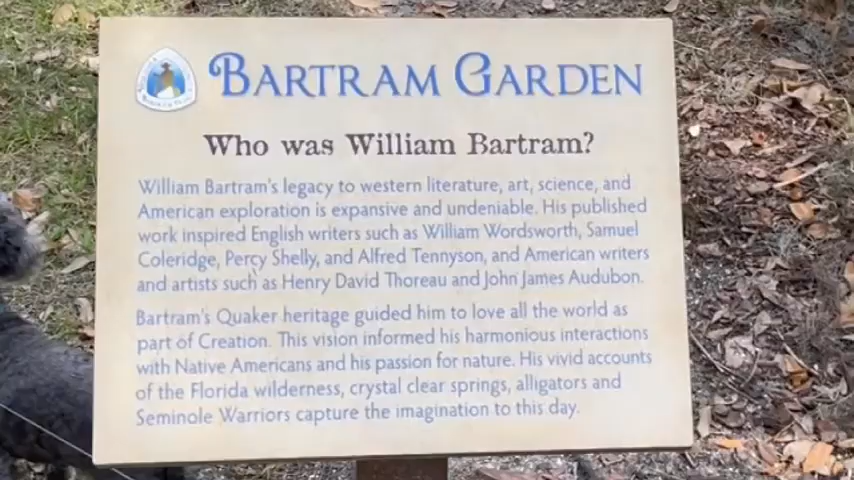 BARTRAM GARDEN
Who was William Bartram?
William Bartram's legacy to western literature, art, science, and
American exploration is expansive and undeniable. His published
work inspired English writers such as William Wordsworth, Samuel
Coleridge, Percy Shelly, and Alfred Tennyson, and American writers
and artists such as Henry David Thoreau and John James Audubon.
Bartram's Quaker heritage guided him to love all the world as
part of Creation. This vision informed his harmonious interactions
with Native Americans and his passion for nature. His vivid accounts
of the Florida wilderness, crystal clear springs, alligators and
Seminole Warriors capture the imagination to this day.